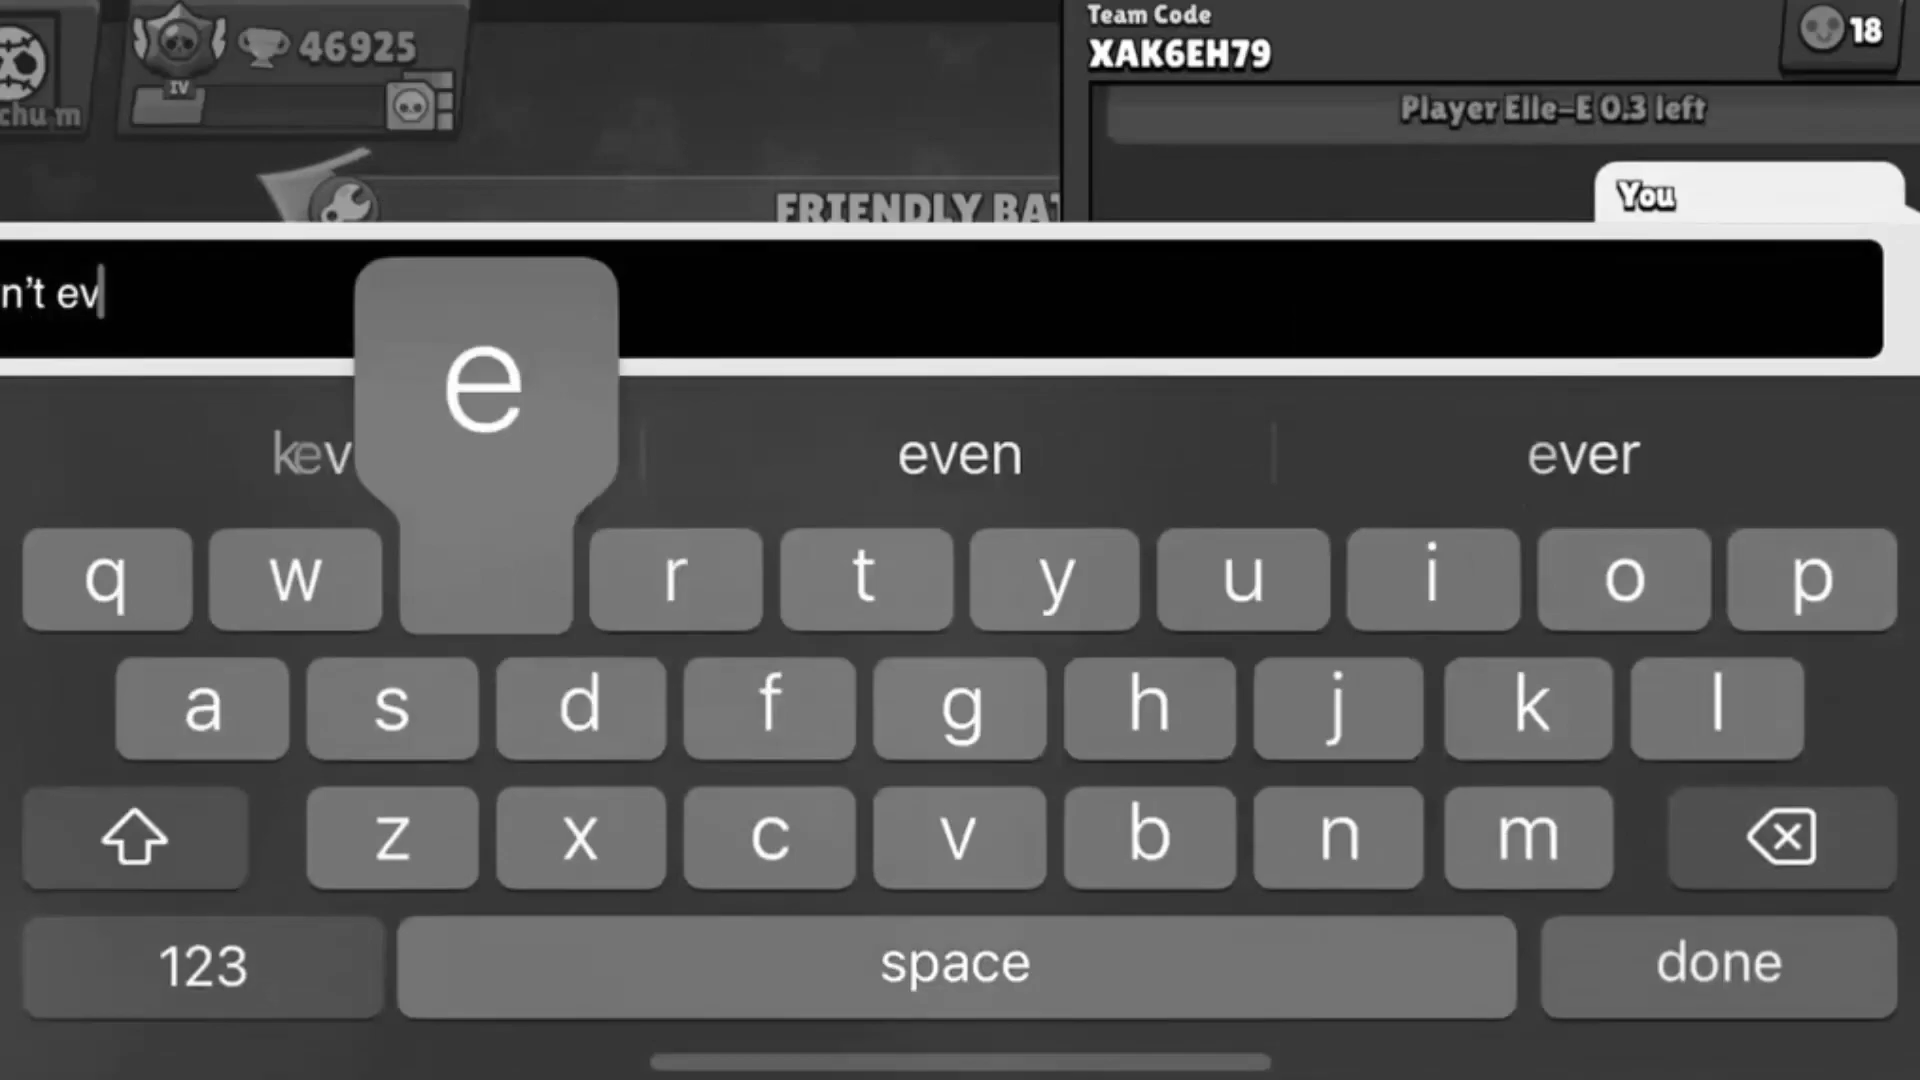 Team Code
XAK6EH79
18
46925
IV
chu m
Player Elle-E 0.3 left
You
FRIENDLY BAT
n't ev
e
kev
even
ever
q w r t y u i o p
a s d f g h j k l
z x c v b n m
123
space
done